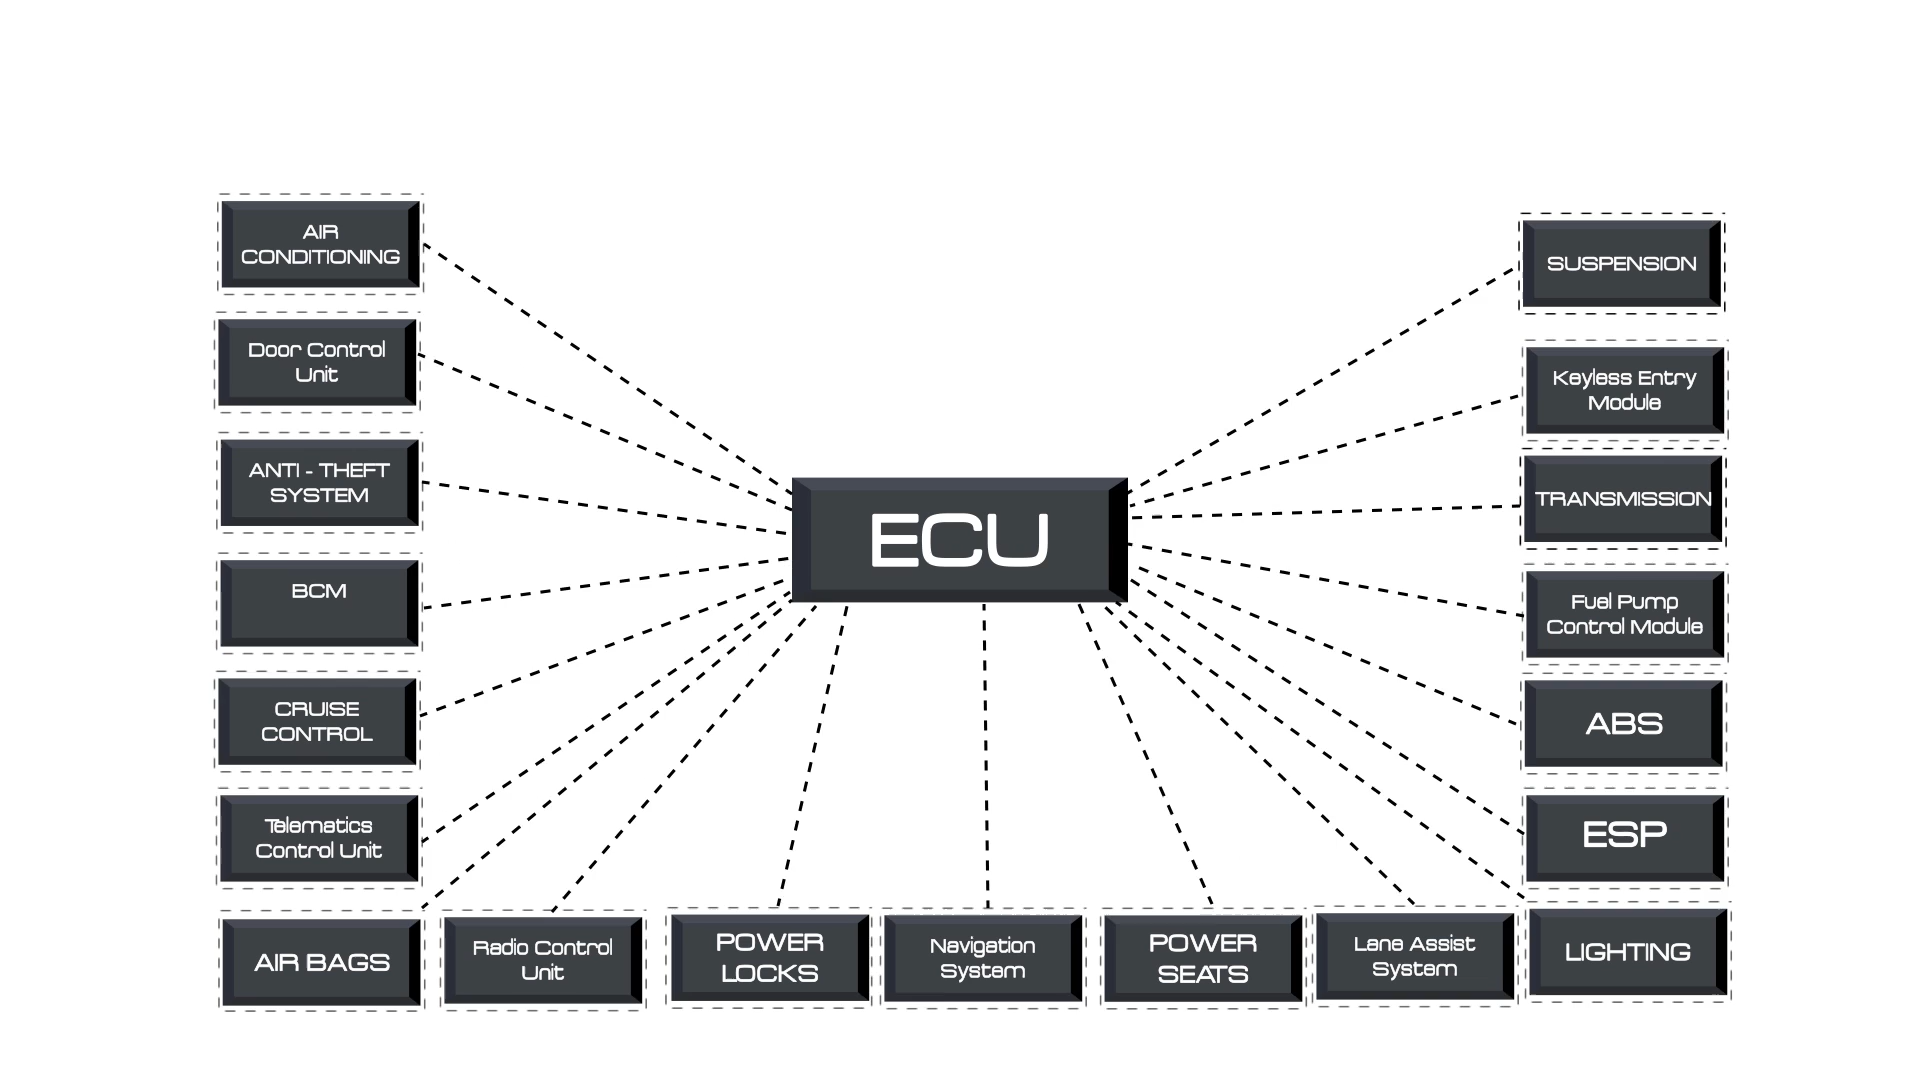 AIR
CONDITIONING
Door Control
Unit
ANTI - THEFT
SYSTEM
BCM
CRUISE
CONTROL
Telematics
Control Unit
AIR BAGS
Radio Control
Unit
POWER
LOCKS
Navigation
System
POWER
SEATS
Lane Assist
System
LIGHTING
ECU
SUSPENSION
Keyless Entry
Module
TRANSMISSION
Fuel Pump
Control Module
ABS
ESP